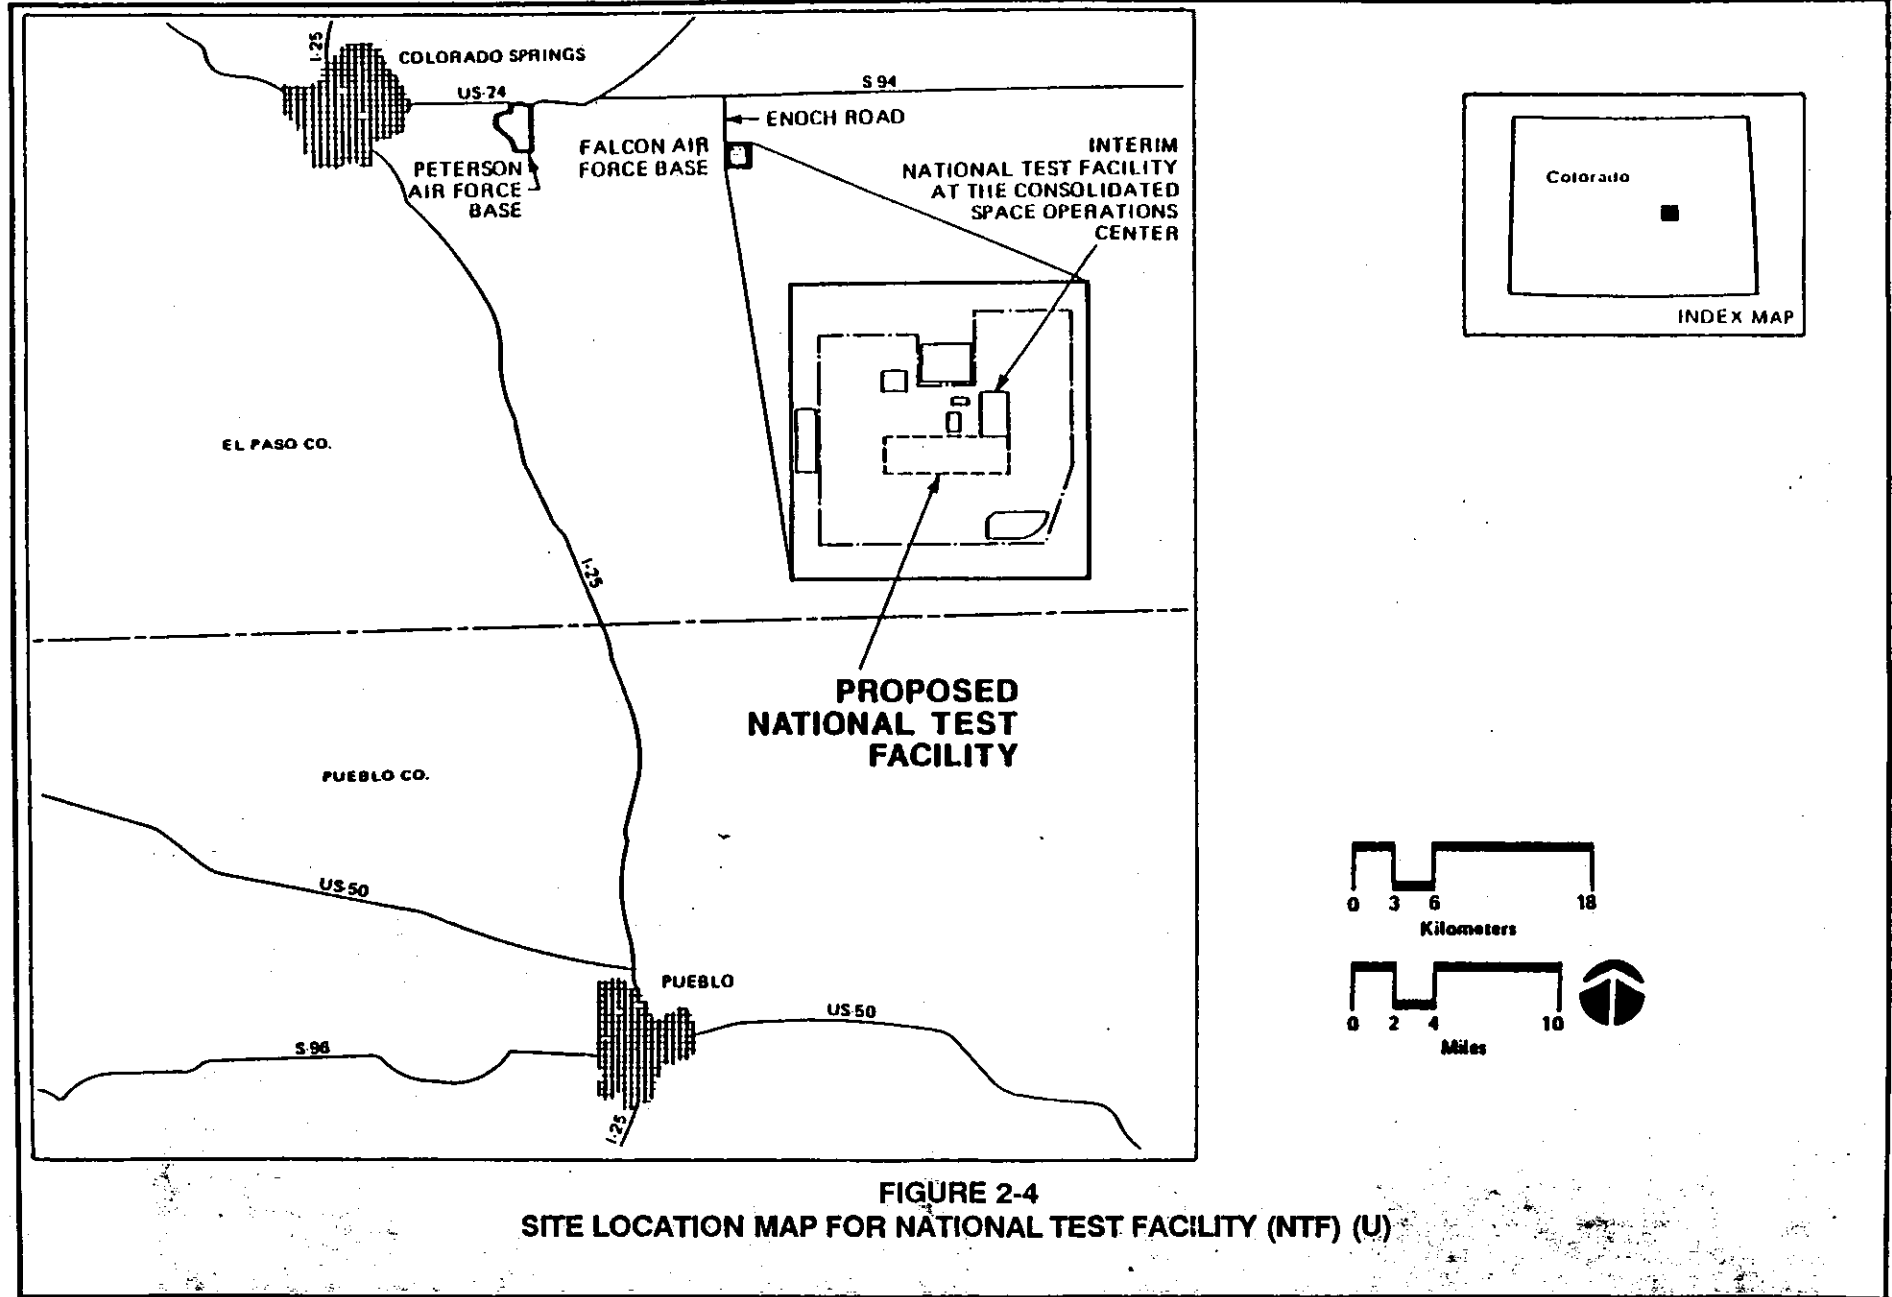 I-25
COLORADO SPRINGS
US-24
S 94
ENOCH ROAD
PETERSON
AIR FORCE
BASE
FALCON AIR
FORCE BASE
INTERIM
NATIONAL TEST FACILITY
AT THE CONSOLIDATED
SPACE OPERATIONS
CENTER
Colorado
INDEX MAP
EL PASO CO.
I-25
PROPOSED
NATIONAL TEST
FACILITY
PUEBLO CO.
US-50
PUEBLO
US-50
S-96
I-25
0 3 6 18
Kilometers
0 2 4 10
Miles
FIGURE 2-4
SITE LOCATION MAP FOR NATIONAL TEST FACILITY (NTF) (U)